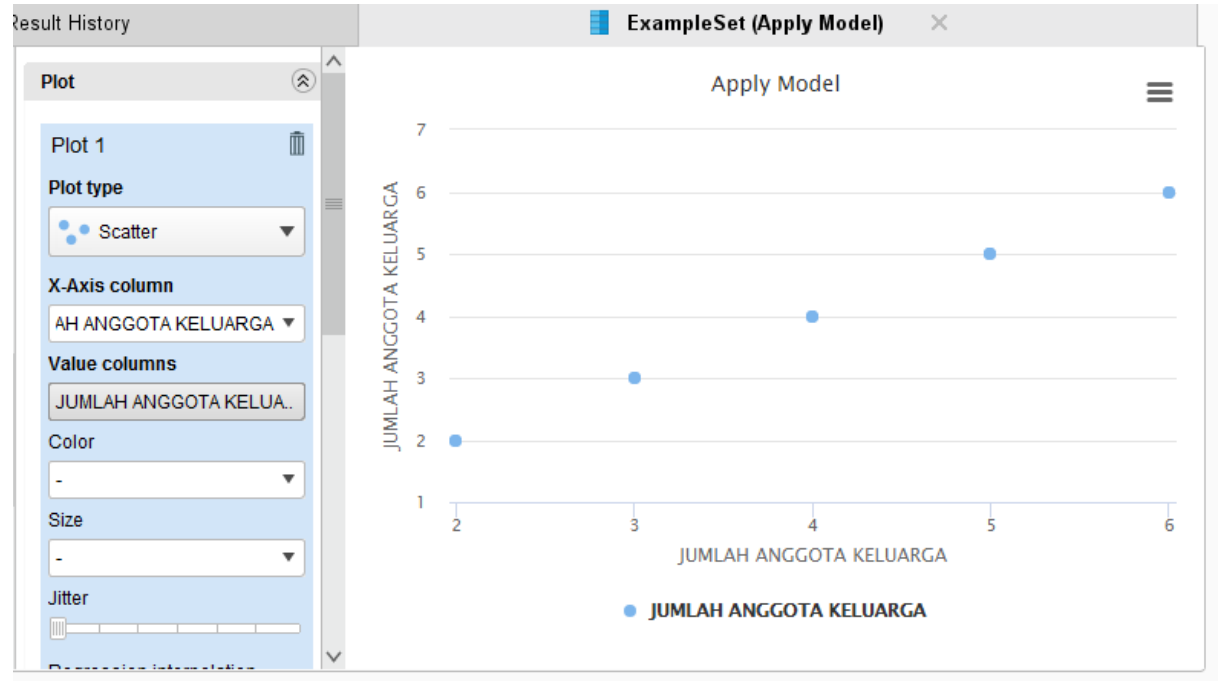 Result History
ExampleSet (Apply Model)
Plot
Plot 1
Plot type
Scatter
X-Axis column
AH ANGGOTA KELUARGA
Value columns
JUMLAH ANGGOTA KELUA..
Color
-
Size
-
Jitter
Regression interpolation
Apply Model
7
6
5
4
3
2
1
JUMLAH ANGGOTA KELUARGA
2
3
4
5
6
JUMLAH ANGGOTA KELUARGA
JUMLAH ANGGOTA KELUARGA